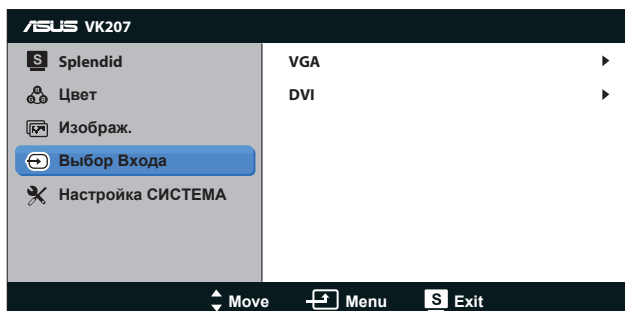 ASUS VK207
S Splendid
Цвет
Изображ.
Выбор Входа
Настройка СИСТЕМА
VGA
DVI
Move Menu S Exit